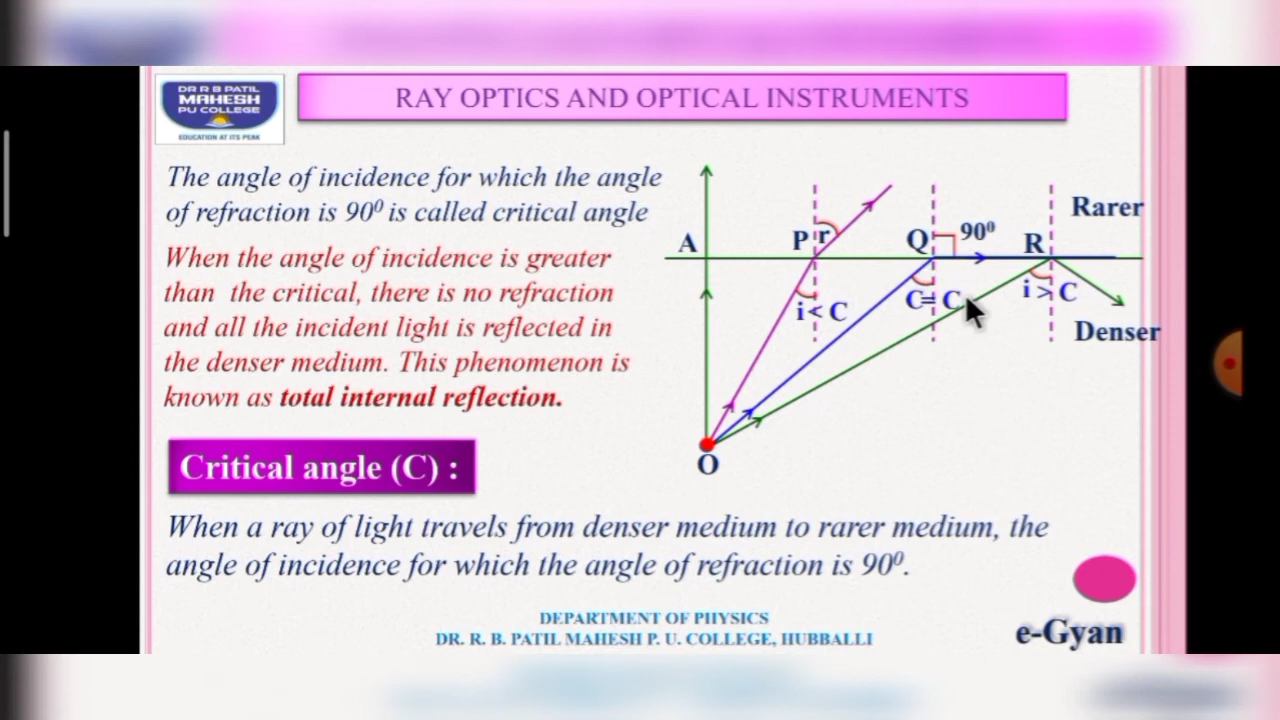 DR R B PATIL
MAHESH
PU COLLEGE
EDUCATION AT ITS PEAK
RAY OPTICS AND OPTICAL INSTRUMENTS
The angle of incidence for which the angle
of refraction is 90⁰ is called critical angle
When the angle of incidence is greater
than the critical, there is no refraction
and all the incident light is reflected in
the denser medium. This phenomenon is
known as total internal reflection.
A
P
r
Q
90⁰
R
Rarer
i < C
C= C
i > C
Denser
O
Critical angle (C) :
When a ray of light travels from denser medium to rarer medium, the
angle of incidence for which the angle of refraction is 90⁰.
DEPARTMENT OF PHYSICS
DR. R. B. PATIL MAHESH P. U. COLLEGE, HUBBALLI
e-Gyan